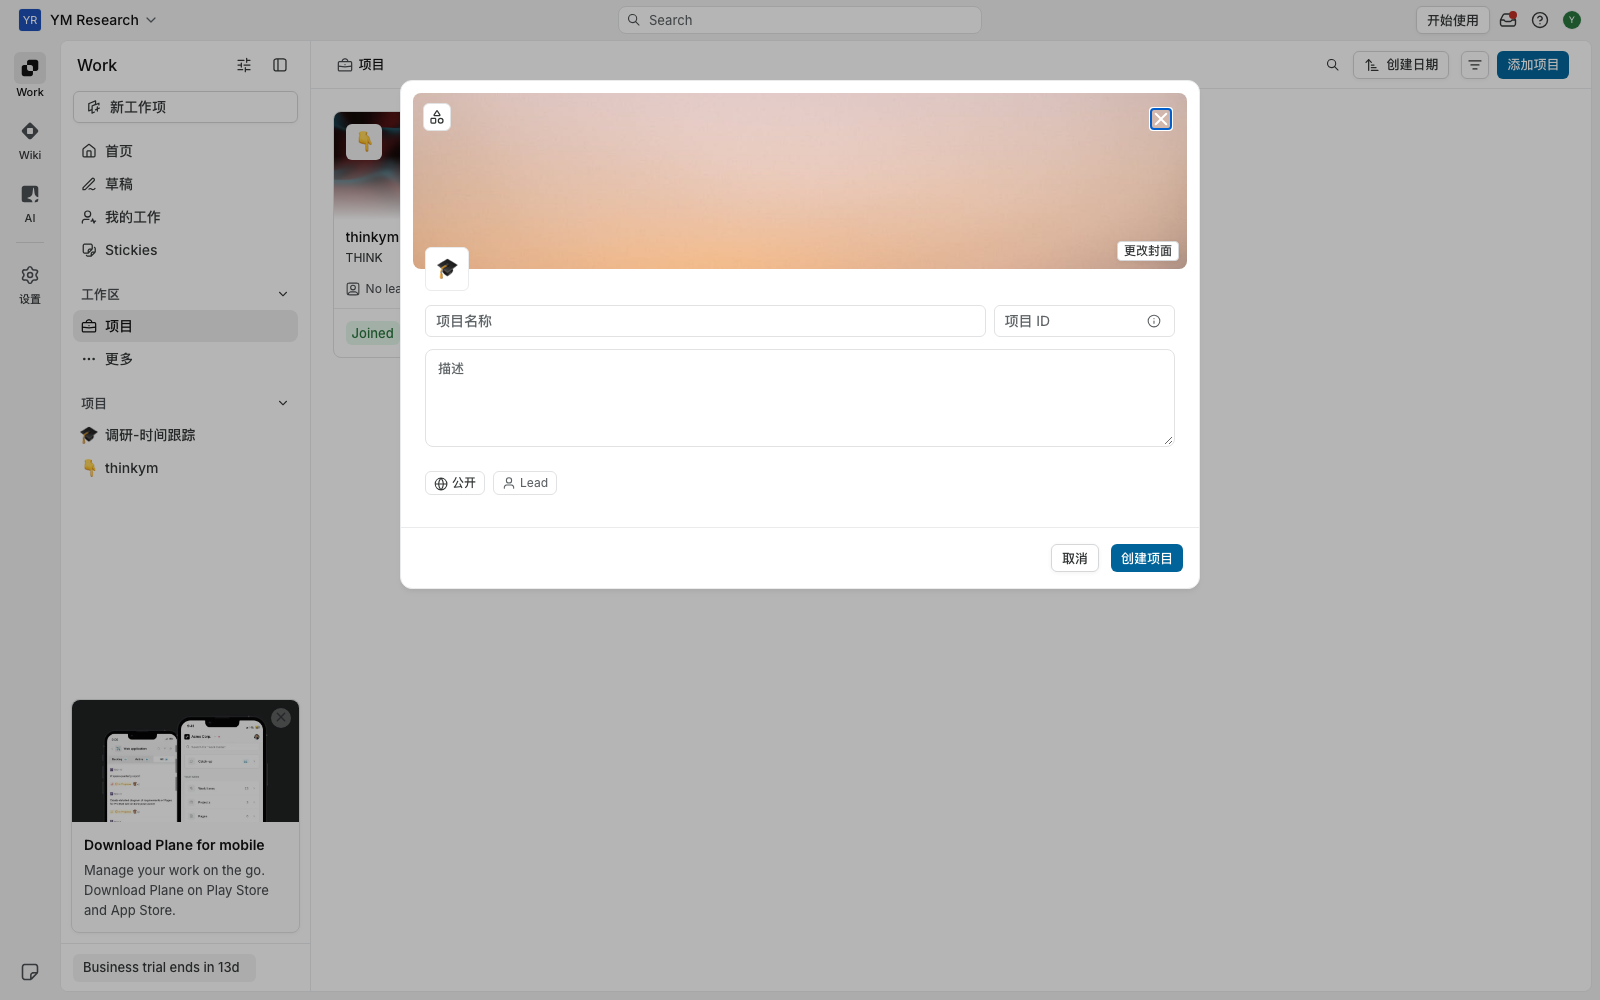 YR YM Research
Search
开始使用
Y
Work
Wiki
AI
设置
Work
新工作项
首页
草稿
我的工作
Stickies
工作区
项目
更多
项目
调研-时间跟踪
thinkym
Download Plane for mobile
Manage your work on the go.
Download Plane on Play Store
and App Store.
Business trial ends in 13d
项目
创建日期
添加项目
thinkym
THINK
No lea
Joined
更改封面
项目名称
项目 ID
描述
公开
Lead
取消
创建项目